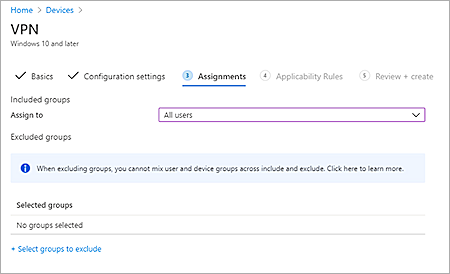 Home > Devices >
VPN
Windows 10 and later
Basics Configuration settings 3 Assignments 4 Applicability Rules 5 Review + create
Included groups
Assign to All users
Excluded groups
When excluding groups, you cannot mix user and device groups across include and exclude. Click here to learn more.
Selected groups
No groups selected
+ Select groups to exclude